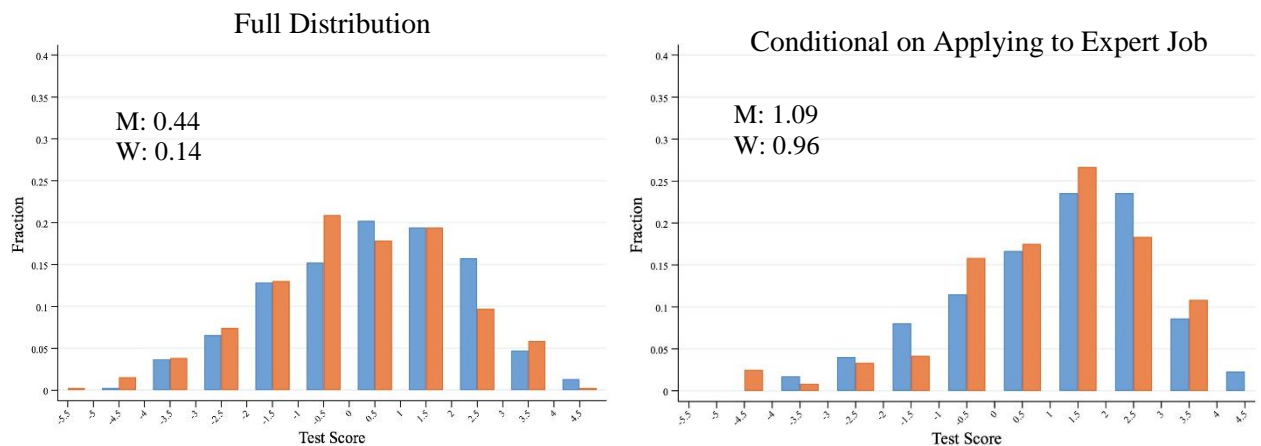 Full Distribution
M: 0.44
W: 0.14
0.4
0.35
0.3
0.25
0.2
0.15
0.1
0.05
0
Fraction
-5.5 -5 -4.5 -4 -3.5 -3 -2.5 -2 -1.5 -1 -0.5 0 0.5 1 1.5 2 2.5 3 3.5 4 4.5
Test Score
Conditional on Applying to Expert Job
M: 1.09
W: 0.96
0.4
0.35
0.3
0.25
0.2
0.15
0.1
0.05
0
Fraction
-5.5 -5 -4.5 -4 -3.5 -3 -2.5 -2 -1.5 -1 -0.5 0 0.5 1 1.5 2 2.5 3 3.5 4 4.5
Test Score